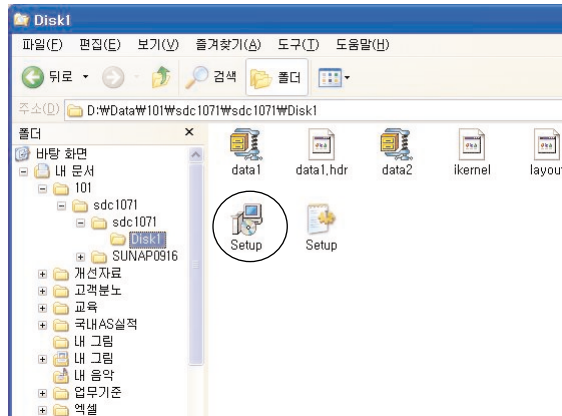 Disk1
파일(F) 편집(E) 보기(V) 즐겨찾기(A) 도구(T) 도움말(H)
뒤로 검색 폴더
주소(D) D:₩Data₩101₩sdc1071₩sdc1071₩Disk1
폴더 ×
바탕 화면
내 문서
101
sdc1071
sdc1071
Disk1
SUNAP0916
개선자료
고객분노
교육
국내AS실적
내 그림
내 그림
내 음악
업무기준
엑셀
data1 data1,hdr data2 ikernel layou
Setup Setup